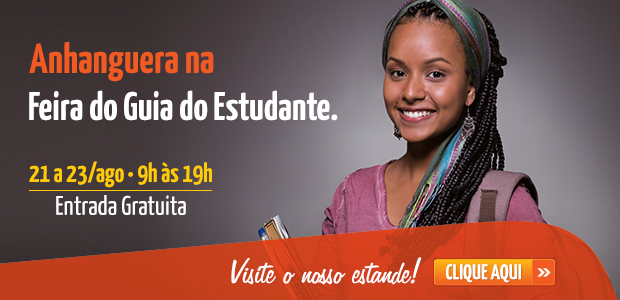 Anhanguera na
Feira do Guia do Estudante.
21 a 23/ago • 9h às 19h
Entrada Gratuita
Visite o nosso estande!
CLIQUE AQUI »